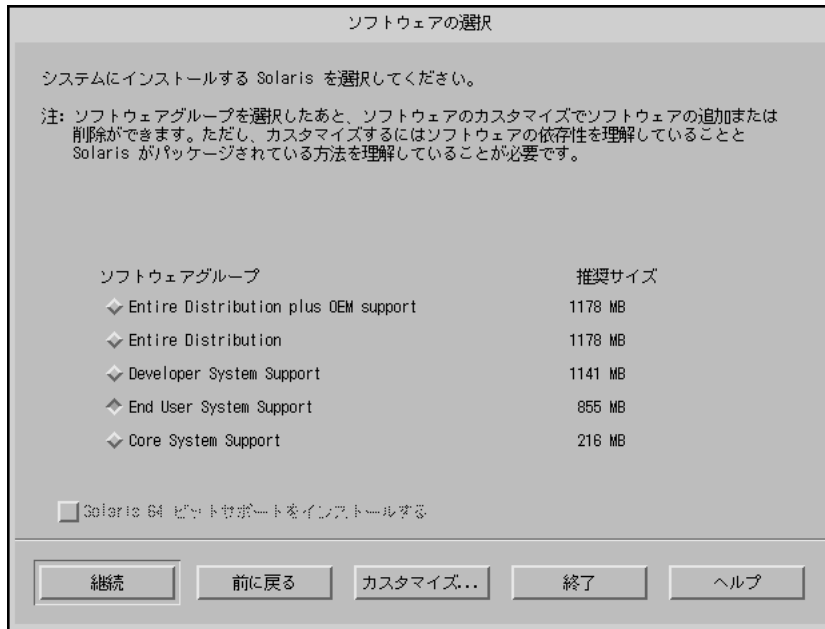 ソフトウェアの選択
システムにインストールする Solaris を選択してください。
注: ソフトウェアグループを選択したあと、ソフトウェアのカスタマイズでソフトウェアの追加または
削除ができます。ただし、カスタマイズするにはソフトウェアの依存性を理解していることと
Solaris がパッケージされている方法を理解していることが必要です。
ソフトウェアグループ 推奨サイズ
Entire Distribution plus OEM support 1178 MB
Entire Distribution 1178 MB
Developer System Support 1141 MB
End User System Support 855 MB
Core System Support 216 MB
Solaris 64 ビットサポートをインストールする
継続 前に戻る カスタマイズ... 終了 ヘルプ